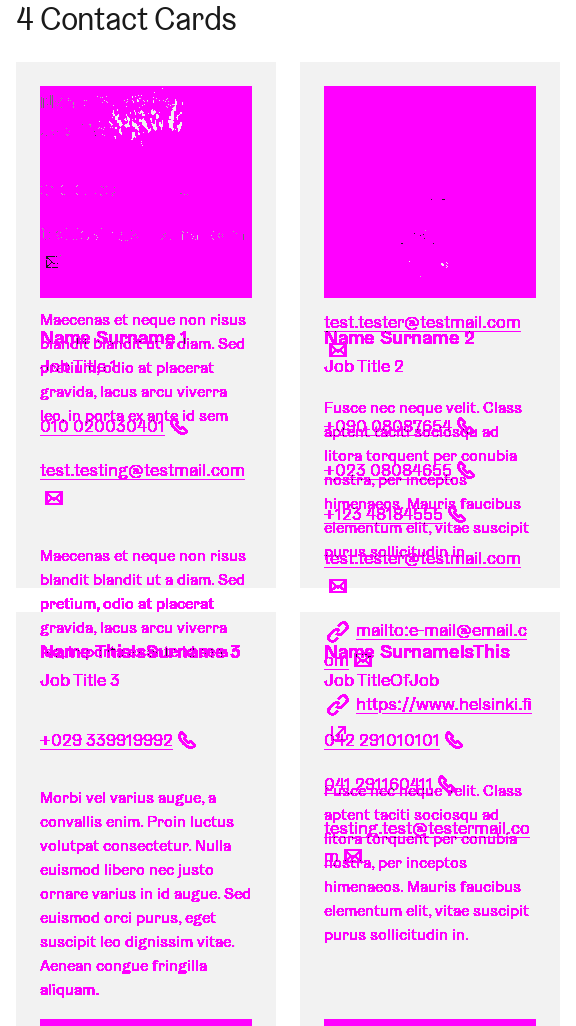 4 Contact Cards
Maecenas et neque non risus
Name Surname 1
blandit blandit ut a diam. Sed
Job Title 1
pretium, odio at placerat
gravida, lacus arcu viverra
leo, in porta ex ante id sem
010 020030401
test.testing@testmail.com
Maecenas et neque non risus
blandit blandit ut a diam. Sed
pretium, odio at placerat
gravida, lacus arcu viverra
test.tester@testmail.com
Name Surname 2
Job Title 2
Fusce nec neque velit. Class
+090 08087654
aptent taciti sociosqu ad
litora torquent per conubia
+023 08084655
nostra, per inceptos
himenaeos. Mauris faucibus
+123 48184555
elementum elit, vitae suscipit
purus sollicitudin in
test.tester@testmail.com
Name ThisIsSurname 3
Job Title 3
+029 339919992
Morbi vel varius augue, a
convallis enim. Proin luctus
volutpat consectetur. Nulla
euismod libero nec justo
ornare varius in id augue. Sed
euismod orci purus, eget
suscipit leo dignissim vitae.
Aenean congue fringilla
aliquam.
mailto:e-mail@email.c
om
Name SurnameIsThis
Job TitleOfJob
https://www.helsinki.fi
042 291010101
041 291160411
Fusce nec neque velit. Class
aptent taciti sociosqu ad
testing.test@testermail.co
m
litora torquent per conubia
nostra, per inceptos
himenaeos. Mauris faucibus
elementum elit, vitae suscipit
purus sollicitudin in.